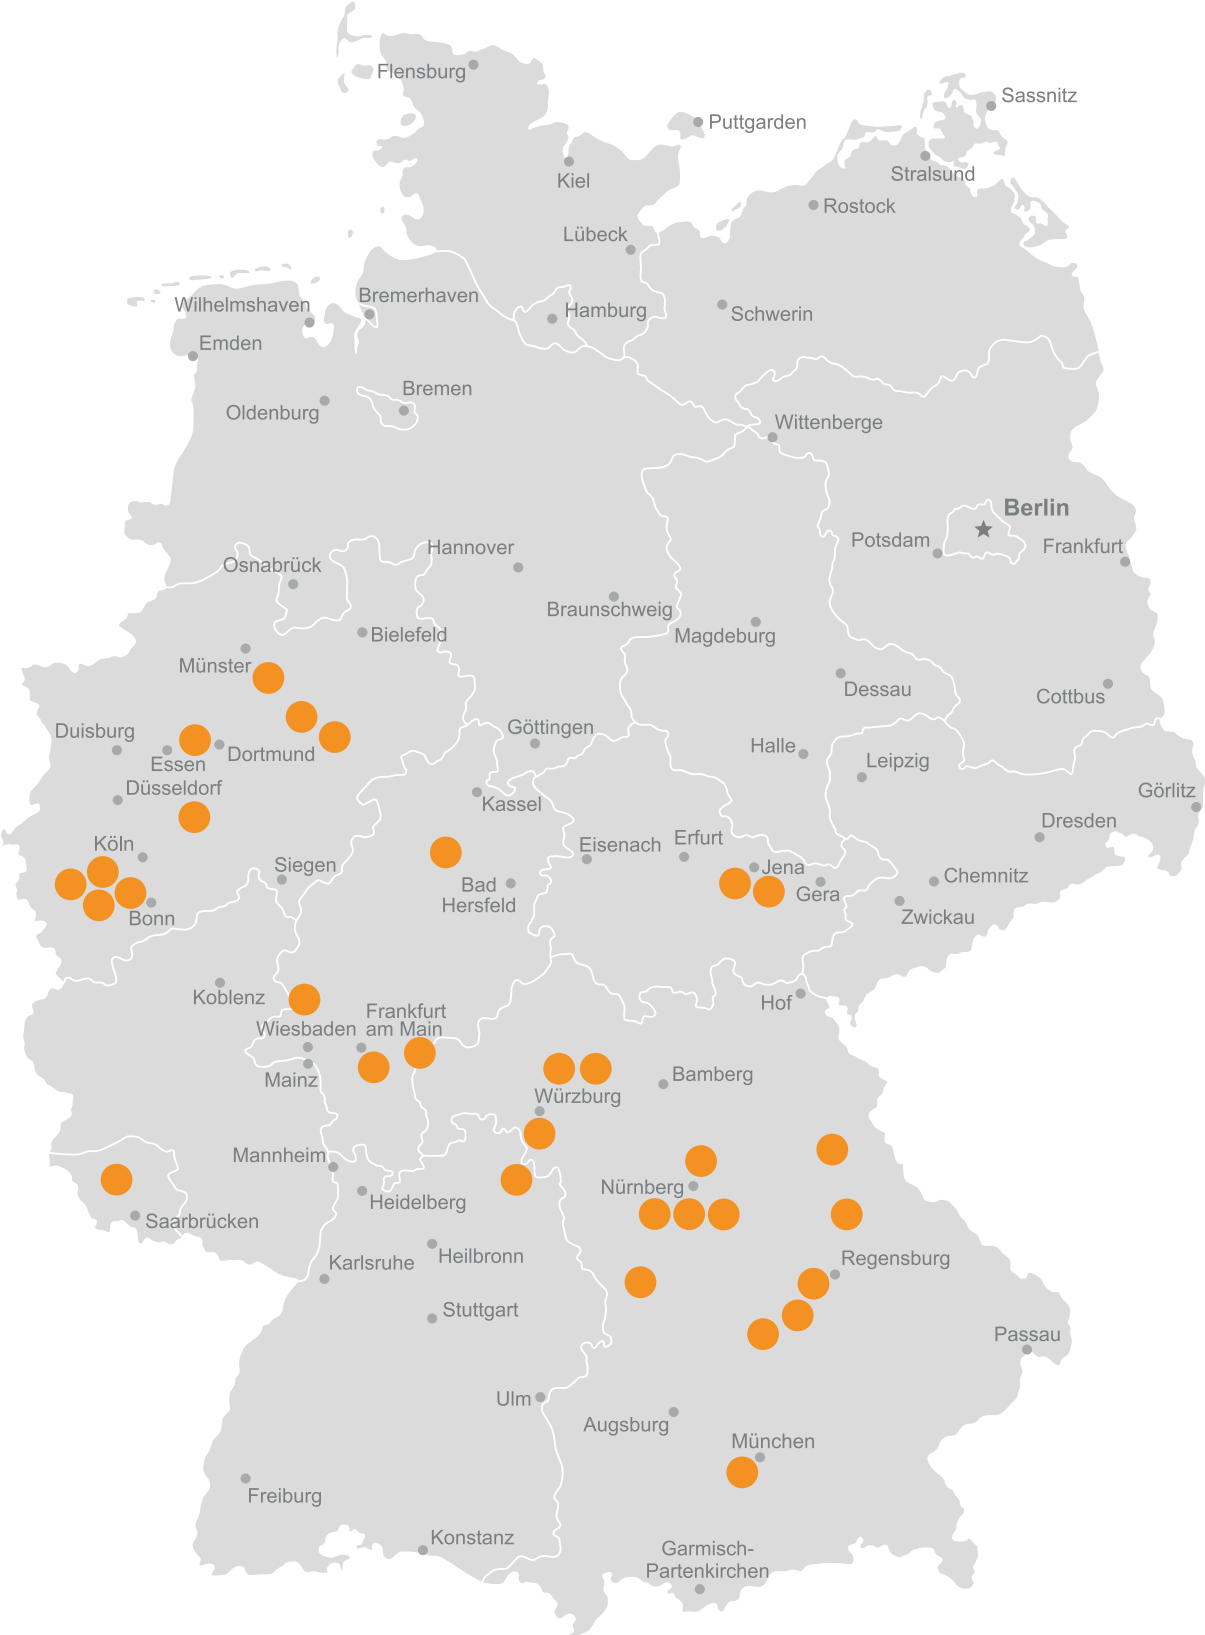 Flensburg
Sassnitz
Puttgarden
Stralsund
Kiel
Rostock
Lübeck
Bremerhaven
Wilhelmshaven
Hamburg
Schwerin
Emden
Bremen
Oldenburg
Wittenberge
Berlin
Potsdam
Frankfurt
Hannover
Osnabrück
Braunschweig
Bielefeld
Magdeburg
Münster
Dessau
Cottbus
Göttingen
Duisburg
Halle
Dortmund
Leipzig
Essen
Düsseldorf
Görlitz
Kassel
Dresden
Erfurt
Köln
Eisenach
Siegen
Jena
Chemnitz
Bad
Hersfeld
Gera
Bonn
Zwickau
Koblenz
Hof
Frankfurt
am Main
Wiesbaden
Mainz
Bamberg
Würzburg
Mannheim
Nürnberg
Heidelberg
Saarbrücken
Heilbronn
Regensburg
Karlsruhe
Stuttgart
Passau
Ulm
Augsburg
München
Freiburg
Konstanz
Garmisch-
Partenkirchen